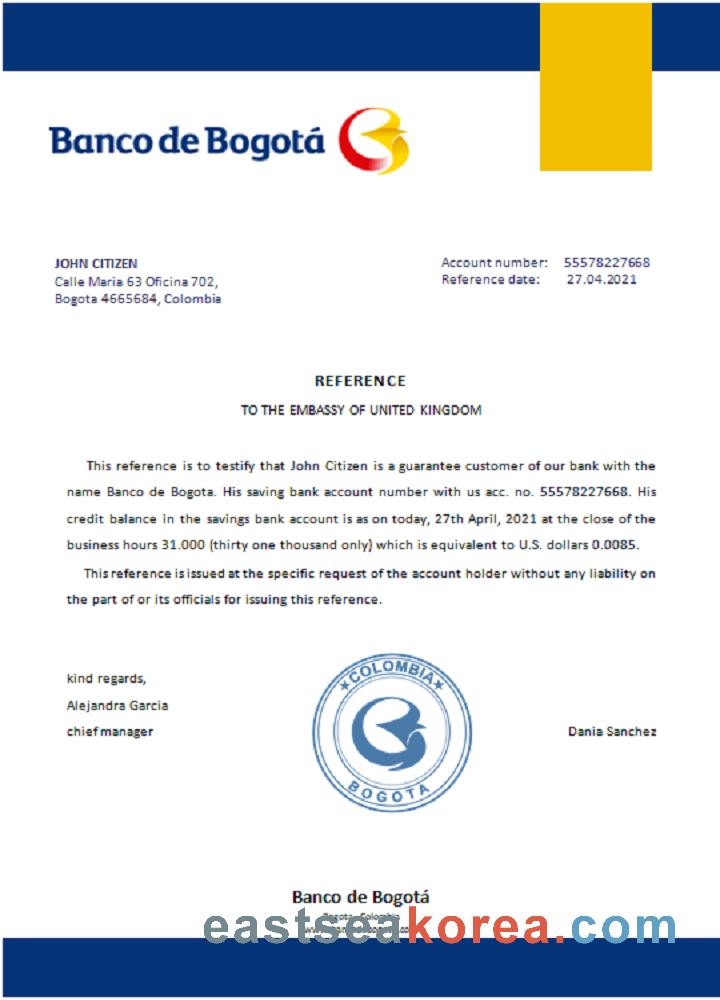 Banco de Bogotá
JOHN CITIZEN
Calle Maria 63 Oficina 702,
Bogota 4665684, Colombia
Account number: 55578227668
Reference date: 27.04.2021
REFERENCE
TO THE EMBASSY OF UNITED KINGDOM
This reference is to testify that John Citizen is a guarantee customer of our bank with the
name Banco de Bogota. His saving bank account number with us acc. no. 55578227668. His
credit balance in the savings bank account is as on today, 27th April, 2021 at the close of the
business hours 31.000 (thirty one thousand only) which is equivalent to U.S. dollars 0.0085.
This reference is issued at the specific request of the account holder without any liability on
the part of or its officials for issuing this reference.
kind regards,
Alejandra Garcia
chief manager
COLOMBIA
BOGOTA
Dania Sanchez
Banco de Bogotá
Bogota, Colombia
eastseakorea.com